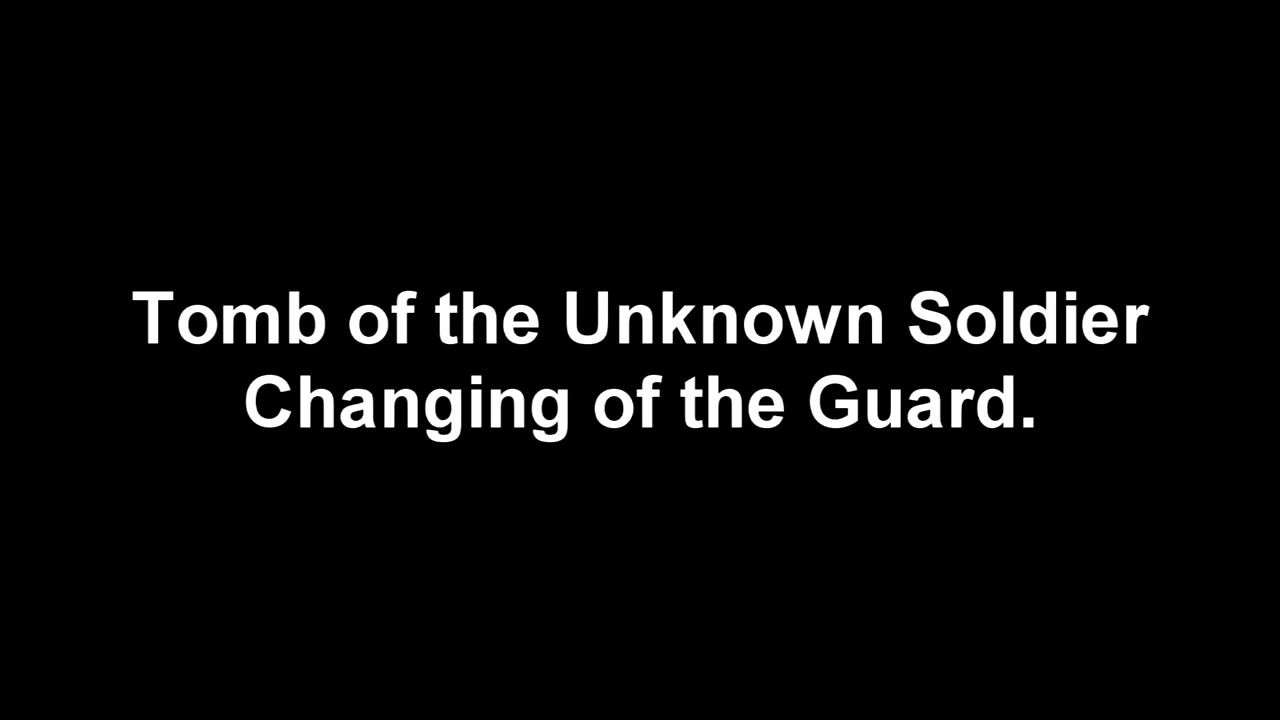 Tomb of the Unknown Soldier
Changing of the Guard.